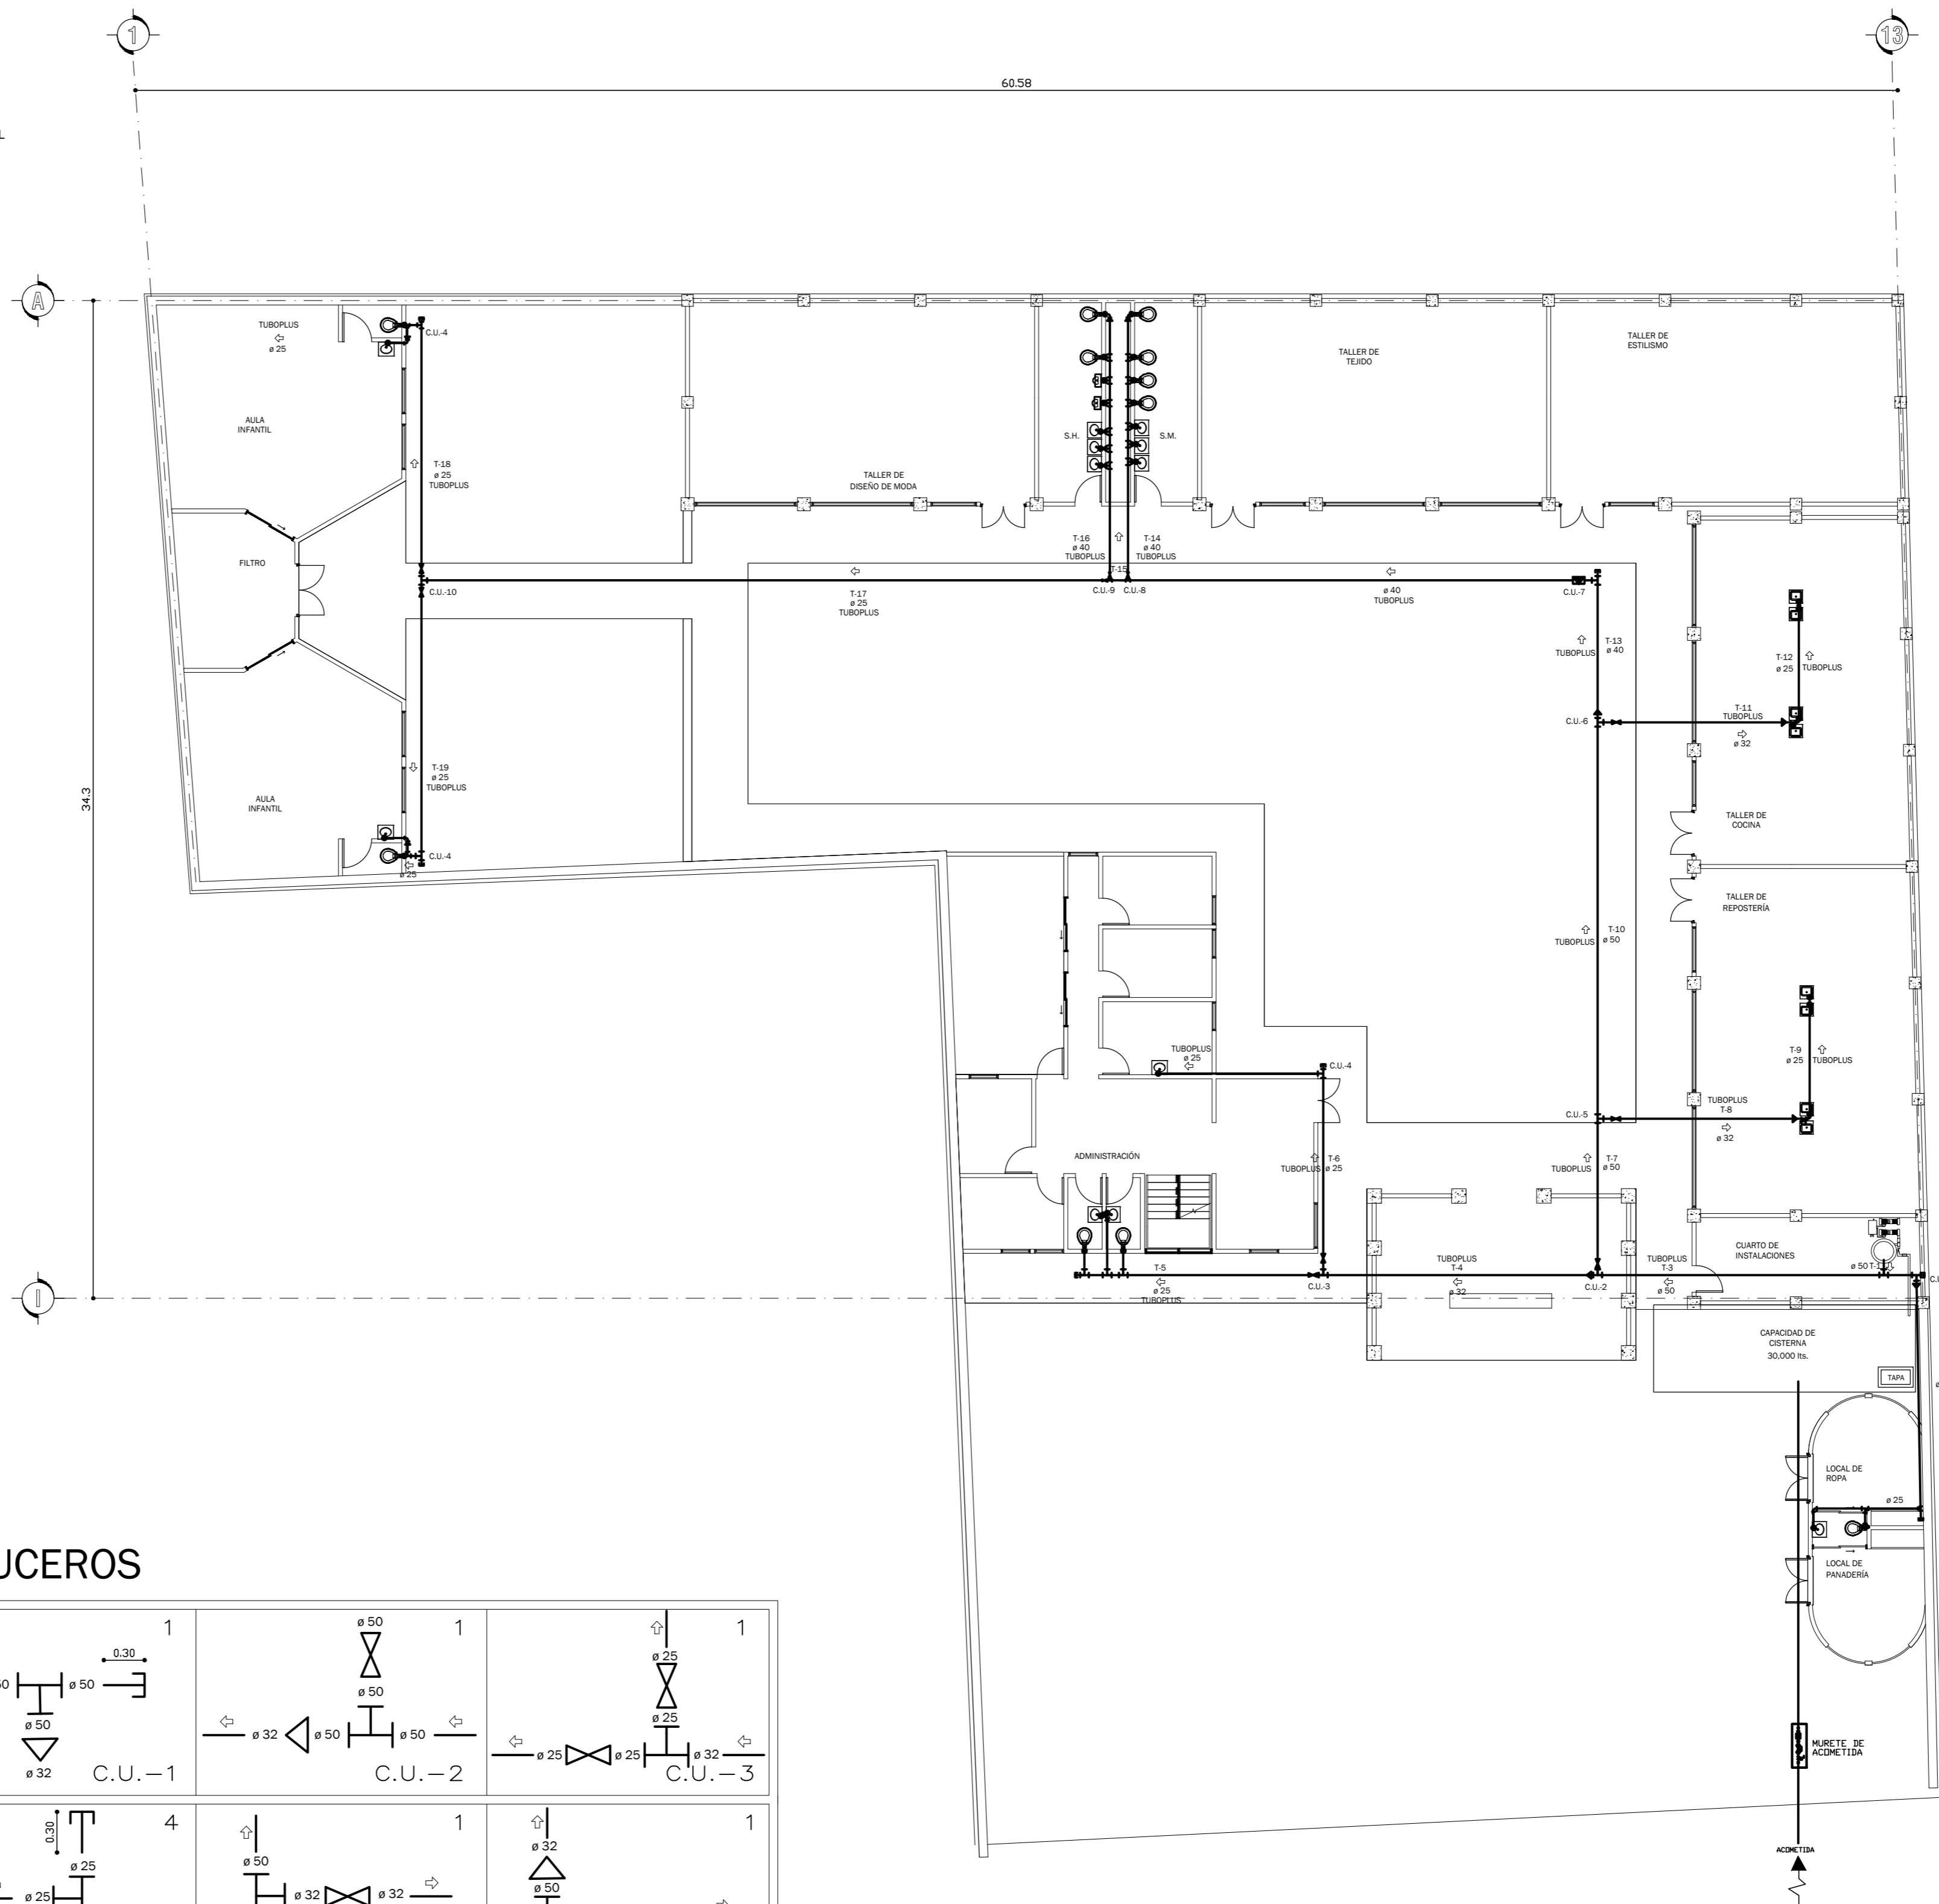 1
13
60.58
L
A
TUBOPLUS
ø 25
C.U.-4
AULA
INFANTIL
T-18
ø 25
TUBOPLUS
FILTRO
C.U.-10
T-17
ø 25
TUBOPLUS
TALLER DE
DISEÑO DE MODA
S.H.
S.M.
TALLER DE
TEJIDO
TALLER DE
ESTILISMO
T-16
ø 40
TUBOPLUS
T-14
ø 40
TUBOPLUS
T-15
C.U.-9
C.U.-8
ø 40
TUBOPLUS
C.U.-7
T-13
ø 40
TUBOPLUS
T-12
ø 25
TUBOPLUS
C.U.-6
T-11
TUBOPLUS
ø 32
34.3
T-19
ø 25
TUBOPLUS
AULA
INFANTIL
C.U.-4
ø 25
TALLER DE
COCINA
TALLER DE
REPOSTERÍA
T-10
TUBOPLUS
ø 50
T-9
ø 25
TUBOPLUS
TUBOPLUS
ø 25
C.U.-4
C.U.-5
TUBOPLUS
T-8
ø 32
ADMINISTRACIÓN
T-6
TUBOPLUS
ø 25
T-7
TUBOPLUS
ø 50
TUBOPLUS
T-4
ø 32
TUBOPLUS
T-3
ø 50
CUARTO DE
INSTALACIONES
ø 50
T-5
ø 25
TUBOPLUS
C.U.-3
C.U.-2
I
CAPACIDAD DE
CISTERNA
30,000 lts.
TAPA
LOCAL DE
ROPA
ø 25
LOCAL DE
PANADERÍA
MURETE DE
ACOMETIDA
ACOMETIDA
UCEROS
1
0.30
ø 50
ø 50
ø 32
C.U.-1
1
ø 50
ø 50
ø 32
ø 50
ø 50
C.U.-2
1
ø 25
ø 25
ø 25
ø 25
ø 32
C.U.-3
4
0.30
ø 25
ø 25
1
ø 50
ø 32
ø 32
1
ø 32
ø 50